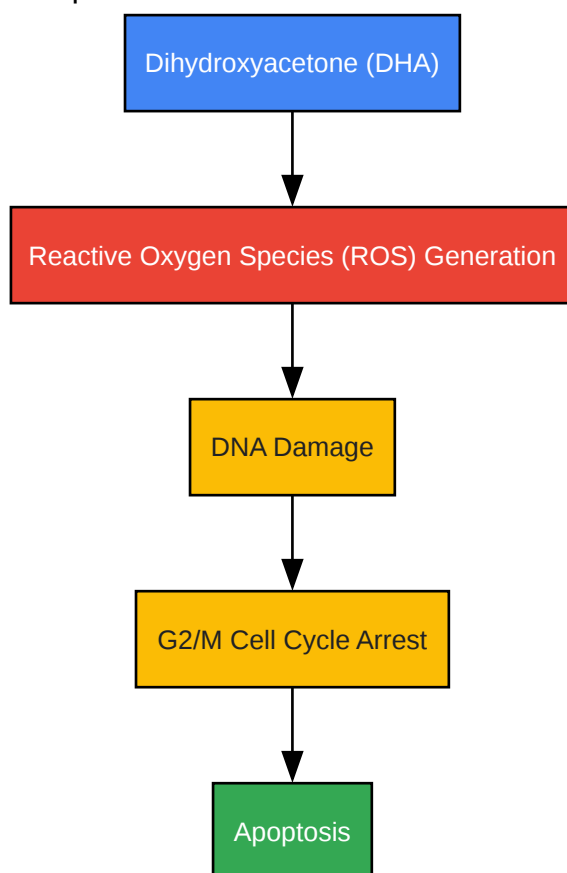 Dihydroxyacetone (DHA)
Reactive Oxygen Species (ROS) Generation
DNA Damage
G2/M Cell Cycle Arrest
Apoptosis